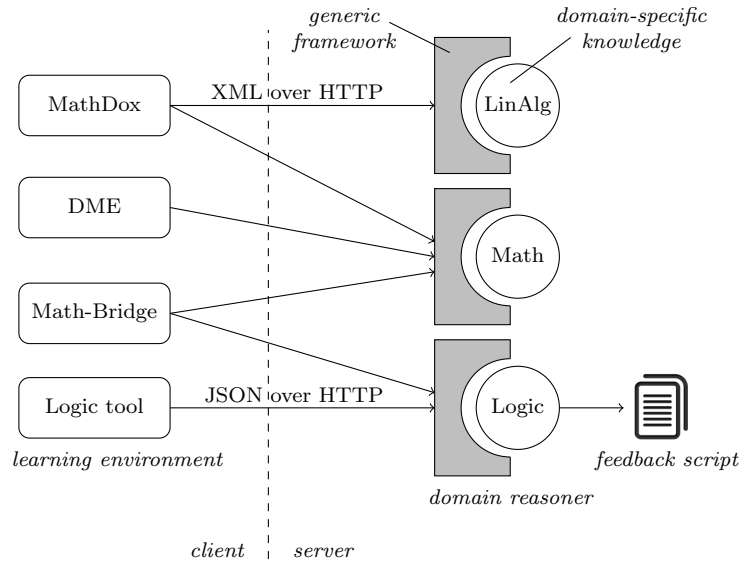 generic
framework
domain-specific
knowledge
MathDox
XML over HTTP
LinAlg
DME
Math
Math-Bridge
Logic tool
JSON over HTTP
Logic
learning environment
feedback script
domain reasoner
client
server